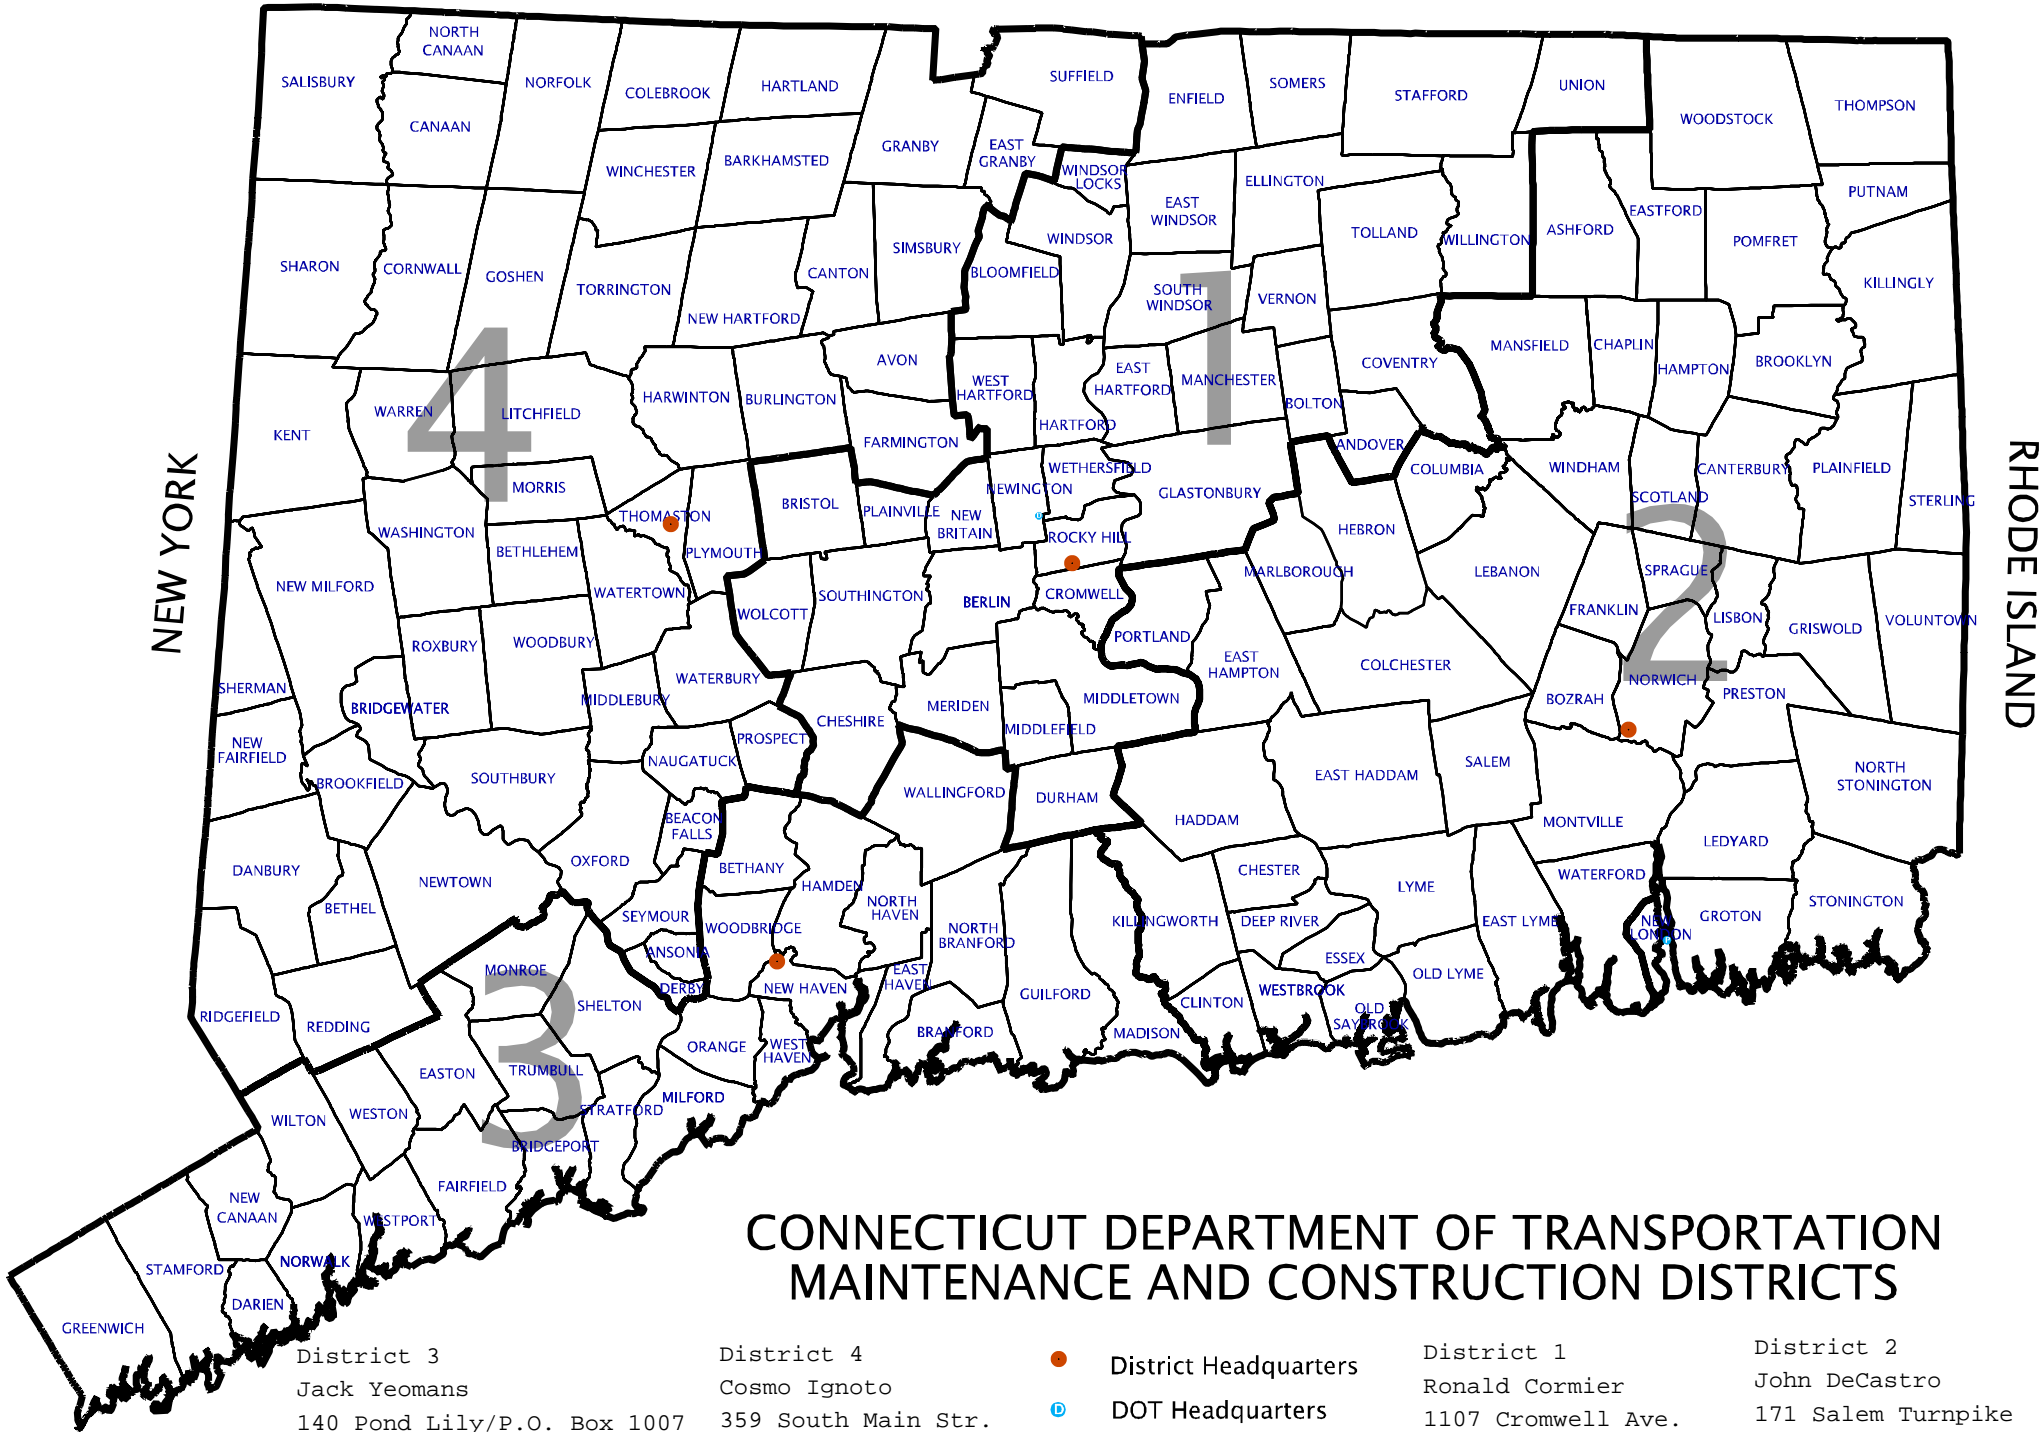 NORTH
CANAAN
SALISBURY
NORFOLK
COLEBROOK
HARTLAND
SUFFIELD
ENFIELD
SOMERS
STAFFORD
UNION
WOODSTOCK
THOMPSON
CANAAN
GRANBY
EAST
GRANBY
WINDSOR
LOCKS
WINCHESTER
BARKHAMSTED
ELLINGTON
EAST
WINDSOR
PUTNAM
EASTFORD
ASHFORD
POMFRET
TOLLAND
WILLINGTON
WINDSOR
SIMSBURY
SHARON
CORNWALL
GOSHEN
TORRINGTON
CANTON
BLOOMFIELD
KILLINGLY
SOUTH
WINDSOR
VERNON
NEW HARTFORD
1
4
AVON
MANSFIELD
CHAPLIN
HAMPTON
BROOKLYN
COVENTRY
EAST
HARTFORD
MANCHESTER
WEST
HARTFORD
HARWINTON
BURLINGTON
WARREN
LITCHFIELD
BOLTON
HARTFORD
KENT
FARMINGTON
ANDOVER
COLUMBIA
WETHERSFIELD
WINDHAM
CANTERBURY
PLAINFIELD
NEW YORK
RHODE ISLAND
MORRIS
NEWINGTON
GLASTONBURY
SCOTLAND
STERLING
BRISTOL
PLAINVILLE
NEW
BRITAIN
THOMASTON
WASHINGTON
BETHLEHEM
PLYMOUTH
ROCKY HILL
HEBRON
MARLBOROUGH
LEBANON
SPRAGUE
2
NEW MILFORD
WATERTOWN
WOLCOTT
SOUTHINGTON
BERLIN
CROMWELL
FRANKLIN
LISBON
GRISWOLD
VOLUNTOWN
PORTLAND
ROXBURY
WOODBURY
EAST
HAMPTON
COLCHESTER
WATERBURY
SHERMAN
BRIDGEWATER
MIDDLEBURY
MERIDEN
MIDDLETOWN
BOZRAH
NORWICH
PRESTON
CHESHIRE
MIDDLEFIELD
PROSPECT
NEW
FAIRFIELD
NAUGATUCK
BROOKFIELD
SOUTHBURY
WALLINGFORD
DURHAM
EAST HADDAM
SALEM
NORTH
STONINGTON
BEACON
FALLS
HADDAM
MONTVILLE
LEDYARD
DANBURY
NEWTOWN
OXFORD
BETHANY
HAMDEN
CHESTER
LYME
WATERFORD
BETHEL
SEYMOUR
WOODBRIDGE
NORTH
HAVEN
NORTH
BRANFORD
KILLINGWORTH
DEEP RIVER
EAST LYME
NEW
LONDON
GROTON
STONINGTON
ANSONIA
ESSEX
MONROE
EAST
HAVEN
OLD LYME
DERBY
NEW HAVEN
SHELTON
GUILFORD
CLINTON
WESTBROOK
OLD
SAYBROOK
RIDGEFIELD
REDDING
3
BRANFORD
MADISON
ORANGE
WEST
HAVEN
EASTON
TRUMBULL
MILFORD
STRATFORD
WILTON
WESTON
BRIDGEPORT
FAIRFIELD
NEW
CANAAN
WESTPORT
STAMFORD
NORWALK
DARIEN
GREENWICH
CONNECTICUT DEPARTMENT OF TRANSPORTATION
MAINTENANCE AND CONSTRUCTION DISTRICTS
District 3
Jack Yeomans
140 Pond Lily/P.O. Box 1007
District 4
Cosmo Ignoto
359 South Main Str.
District Headquarters
D DOT Headquarters
District 1
Ronald Cormier
1107 Cromwell Ave.
District 2
John DeCastro
171 Salem Turnpike